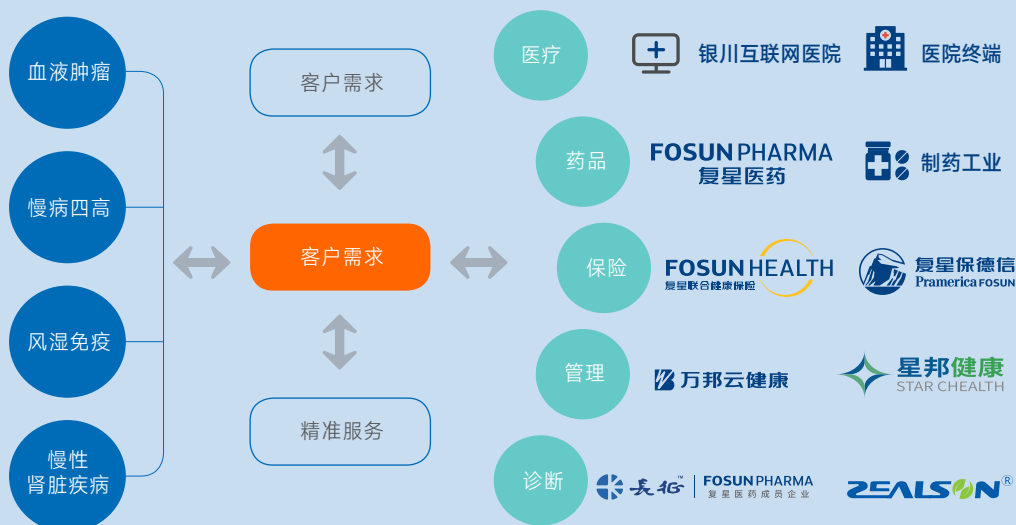 血液肿瘤
慢病四高
风湿免疫
慢性
肾脏疾病
客户需求
客户需求
精准服务
医疗
银川互联网医院
医院终端
药品
FOSUN PHARMA
复星医药
制药工业
保险
FOSUN HEALTH
复星联合健康保险
复星保德信
Pramerica FOSUN
管理
万邦云健康
星邦健康
STAR CHEALTH
诊断
長征™
FOSUN PHARMA
复星医药成员企业
ZEALSON®